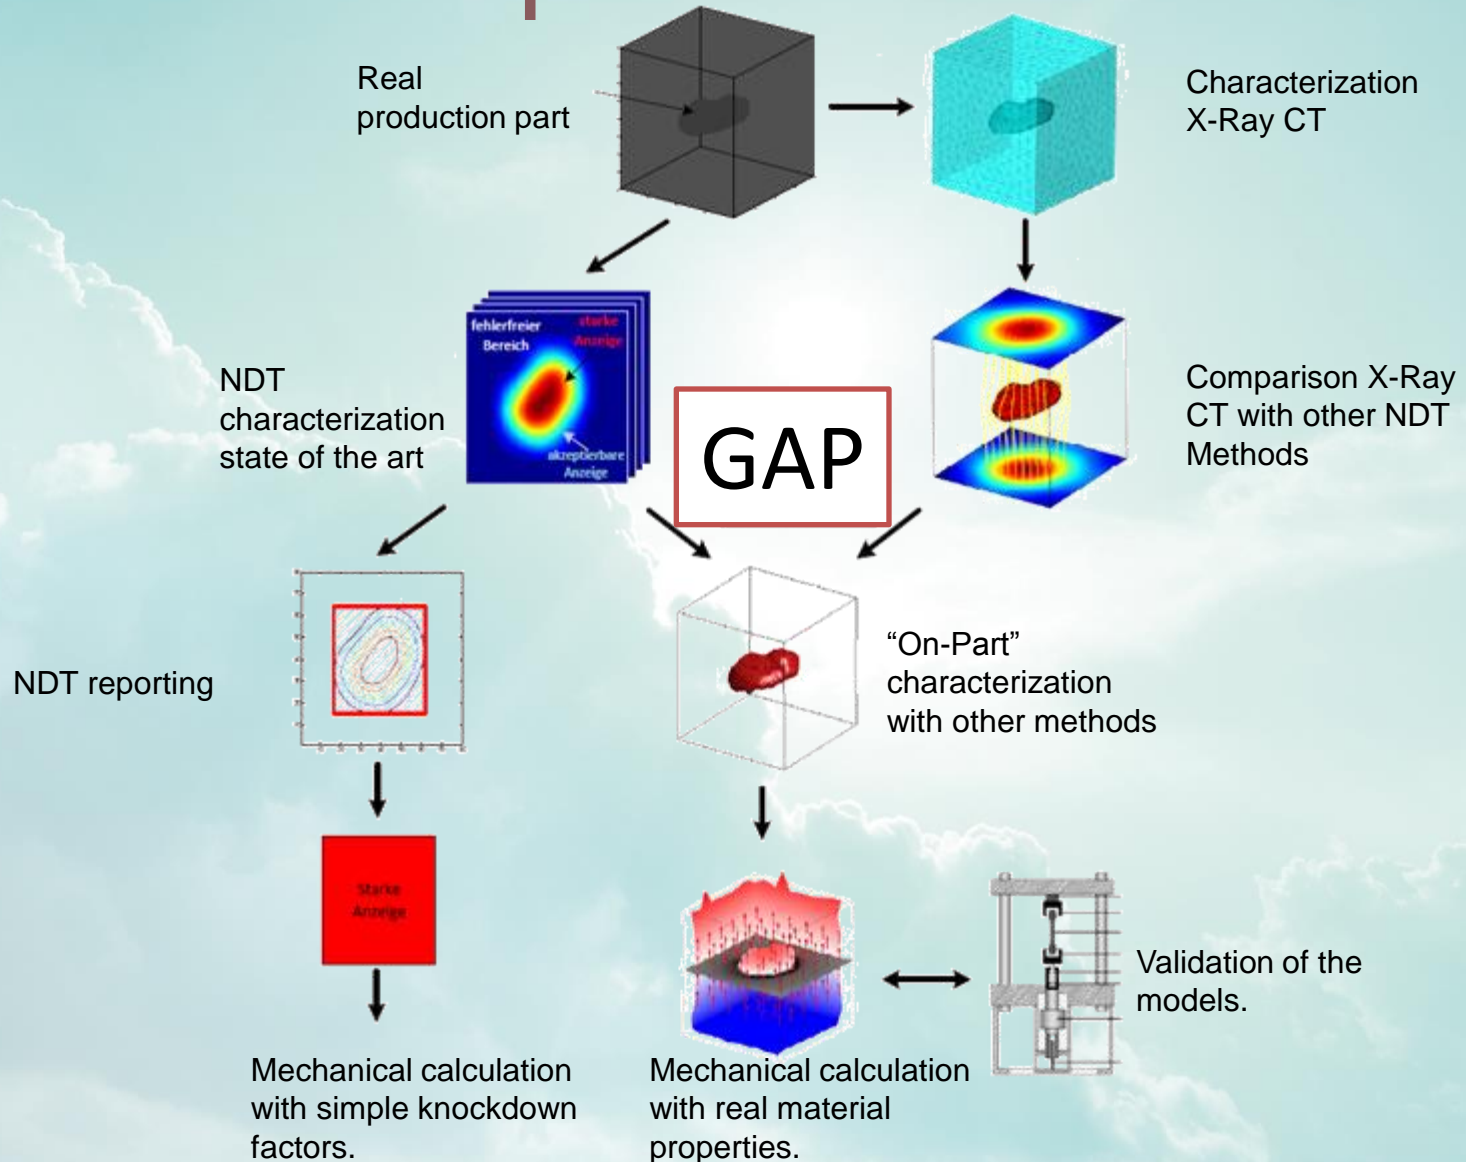 Real
production part
Characterization
X-Ray CT
fehlerfreier
Bereich
starke
Anzeige
akzeptierbare
Anzeige
NDT
characterization
state of the art
GAP
Comparison X-Ray
CT with other NDT
Methods
NDT reporting
“On-Part”
characterization
with other methods
Starke
Anzeige
Validation of the
models.
Mechanical calculation
with simple knockdown
factors.
Mechanical calculation
with real material
properties.